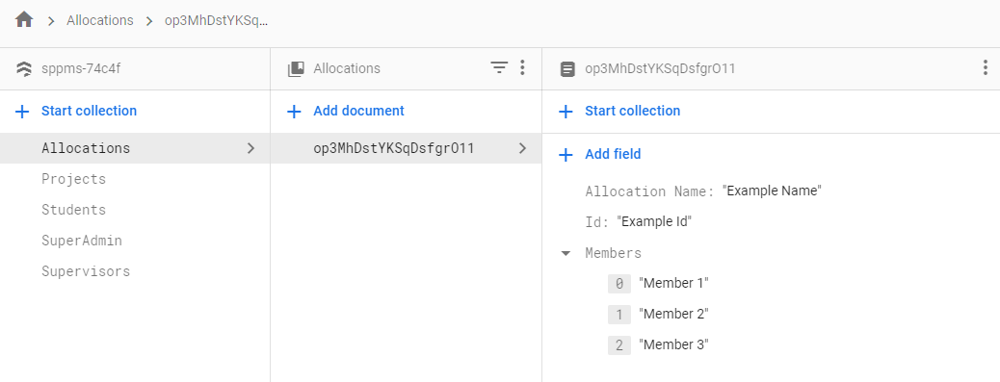 Allocations op3MhDstYKSq...
sppms-74c4f
Start collection
Allocations
Projects
Students
SuperAdmin
Supervisors
Allocations
Add document
op3MhDstYKSqDsfgrO11
op3MhDstYKSqDsfgrO11
Start collection
Add field
Allocation Name: "Example Name"
Id: "Example Id"
Members
0 "Member 1"
1 "Member 2"
2 "Member 3"